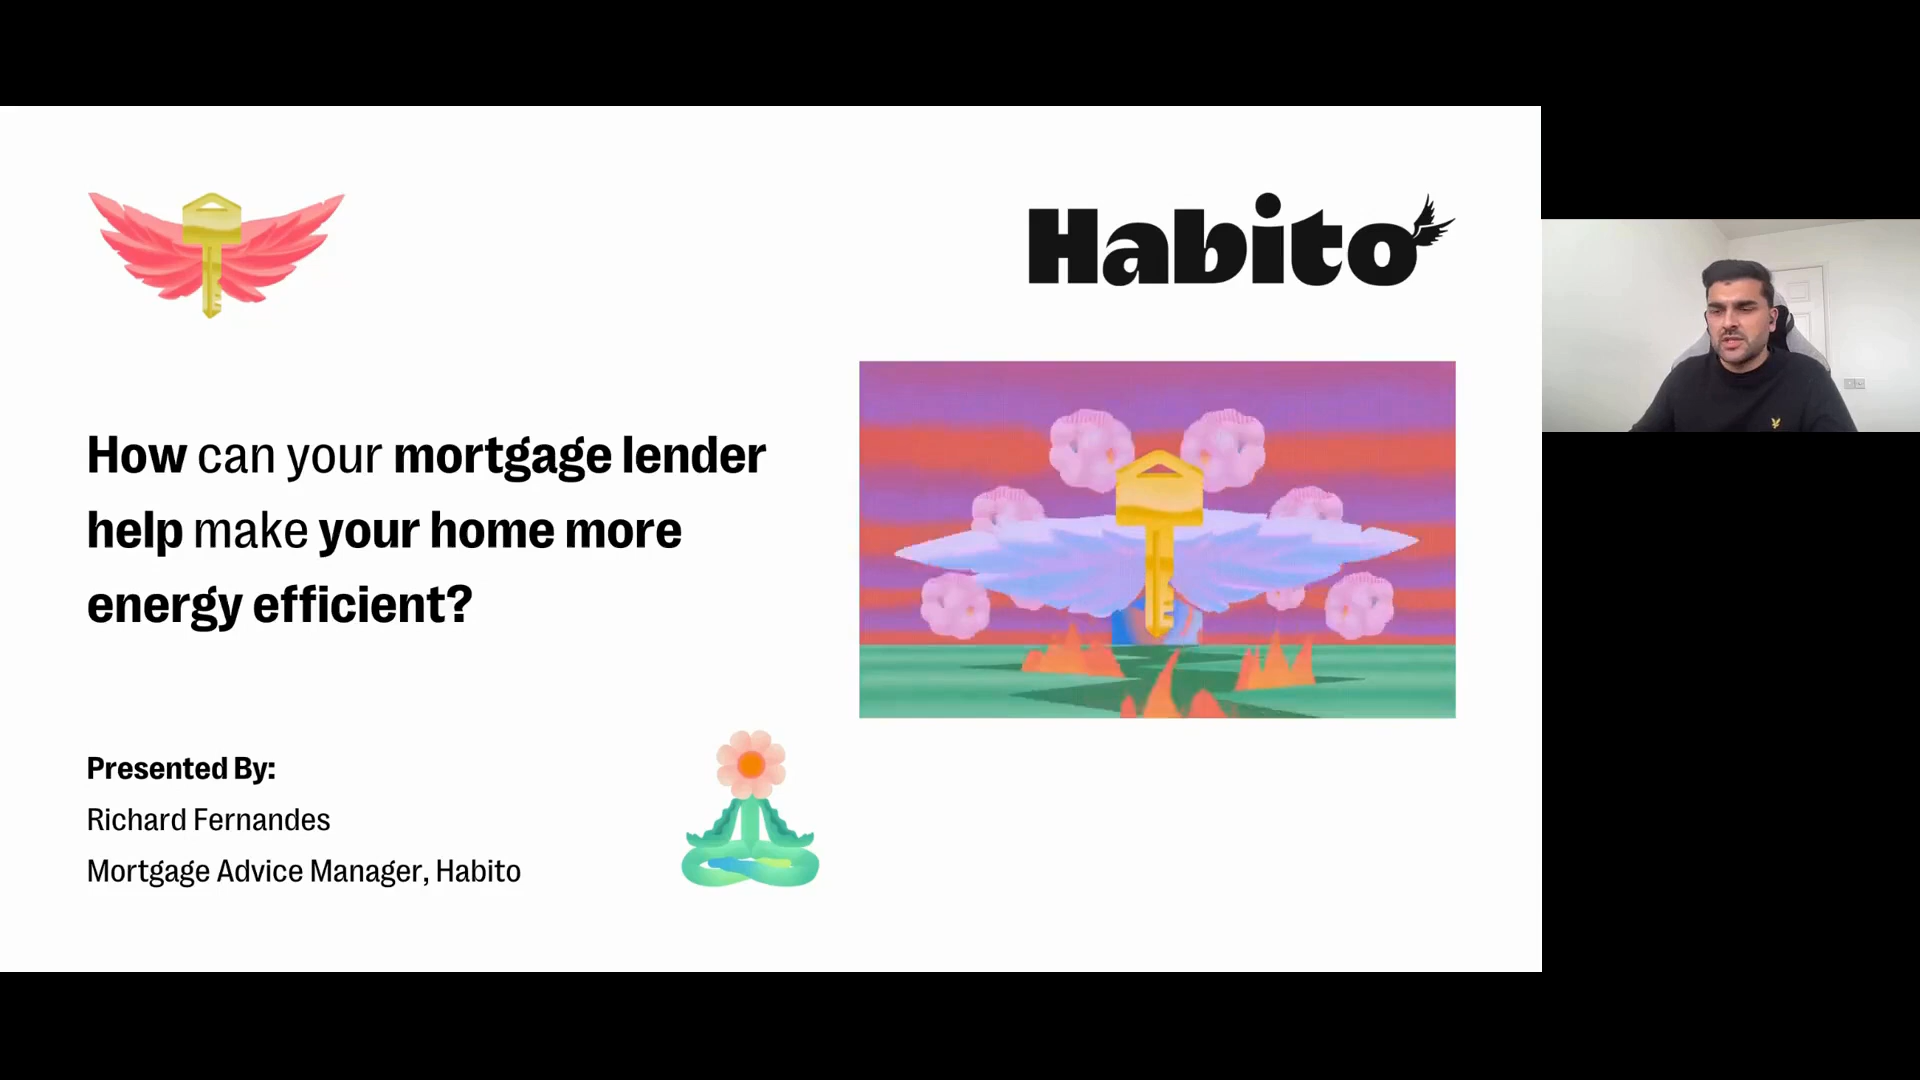 Habito
How can your mortgage lender
help make your home more
energy efficient?
Presented By:
Richard Fernandes
Mortgage Advice Manager, Habito